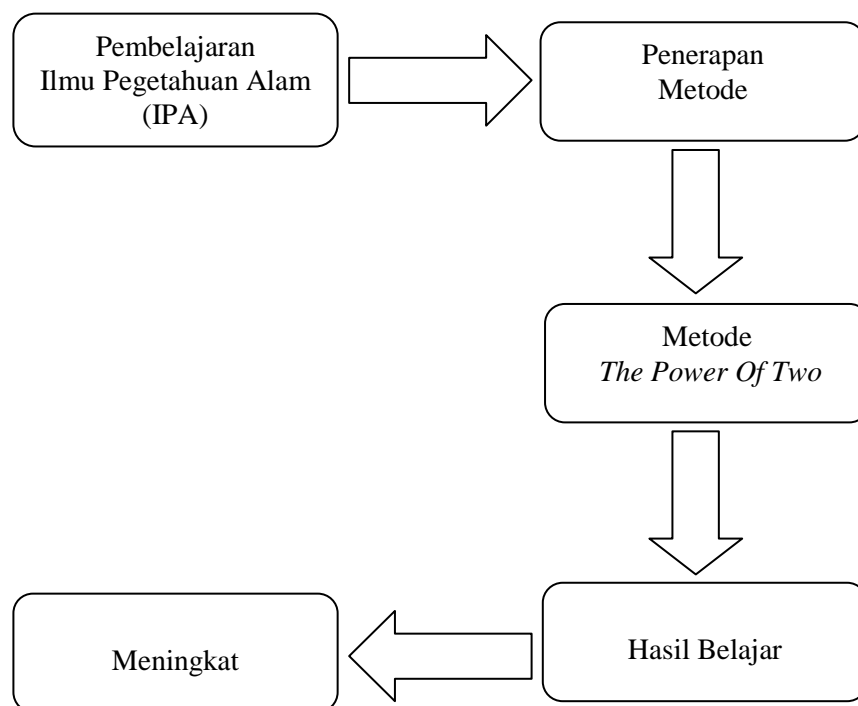 Pembelajaran
Ilmu Pegetahuan Alam
(IPA)
Penerapan
Metode
Metode
The Power Of Two
Hasil Belajar
Meningkat